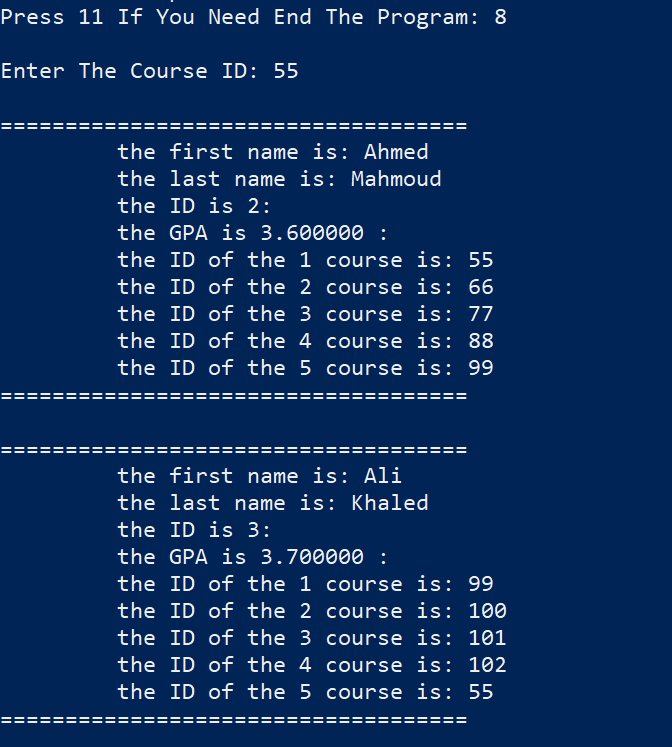 Press 11 If You Need End The Program: 8
Enter The Course ID: 55
====================================
the first name is: Ahmed
the last name is: Mahmoud
the ID is 2:
the GPA is 3.600000 :
the ID of the 1 course is: 55
the ID of the 2 course is: 66
the ID of the 3 course is: 77
the ID of the 4 course is: 88
the ID of the 5 course is: 99
====================================
====================================
the first name is: Ali
the last name is: Khaled
the ID is 3:
the GPA is 3.700000 :
the ID of the 1 course is: 99
the ID of the 2 course is: 100
the ID of the 3 course is: 101
the ID of the 4 course is: 102
the ID of the 5 course is: 55
====================================